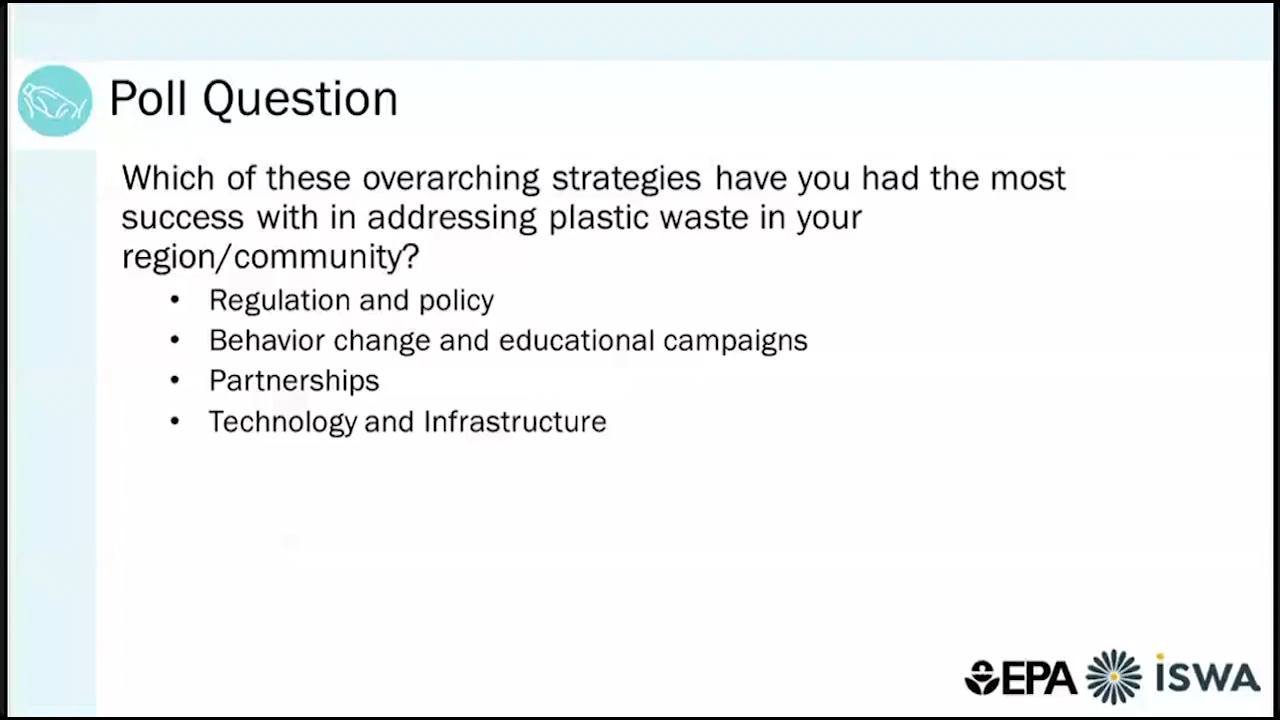 Poll Question
Which of these overarching strategies have you had the most
success with in addressing plastic waste in your
region/community?
• Regulation and policy
• Behavior change and educational campaigns
• Partnerships
• Technology and Infrastructure
EPA iSWA